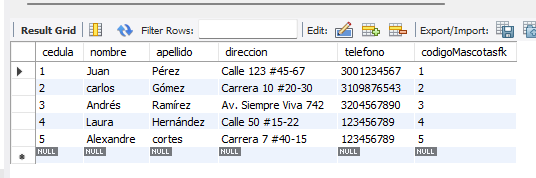 Result Grid Filter Rows: Edit: Export/Import:
cedula nombre apellido direccion telefono codigoMascotasfk
1 Juan Pérez Calle 123 #45-67 3001234567 1
2 carlos Gómez Carrera 10 #20-30 3109876543 2
3 Andrés Ramírez Av. Siempre Viva 742 3204567890 3
4 Laura Hernández Calle 50 #15-22 123456789 4
5 Alexandre cortes Carrera 7 #40-15 123456789 5
NULL NULL NULL NULL NULL NULL